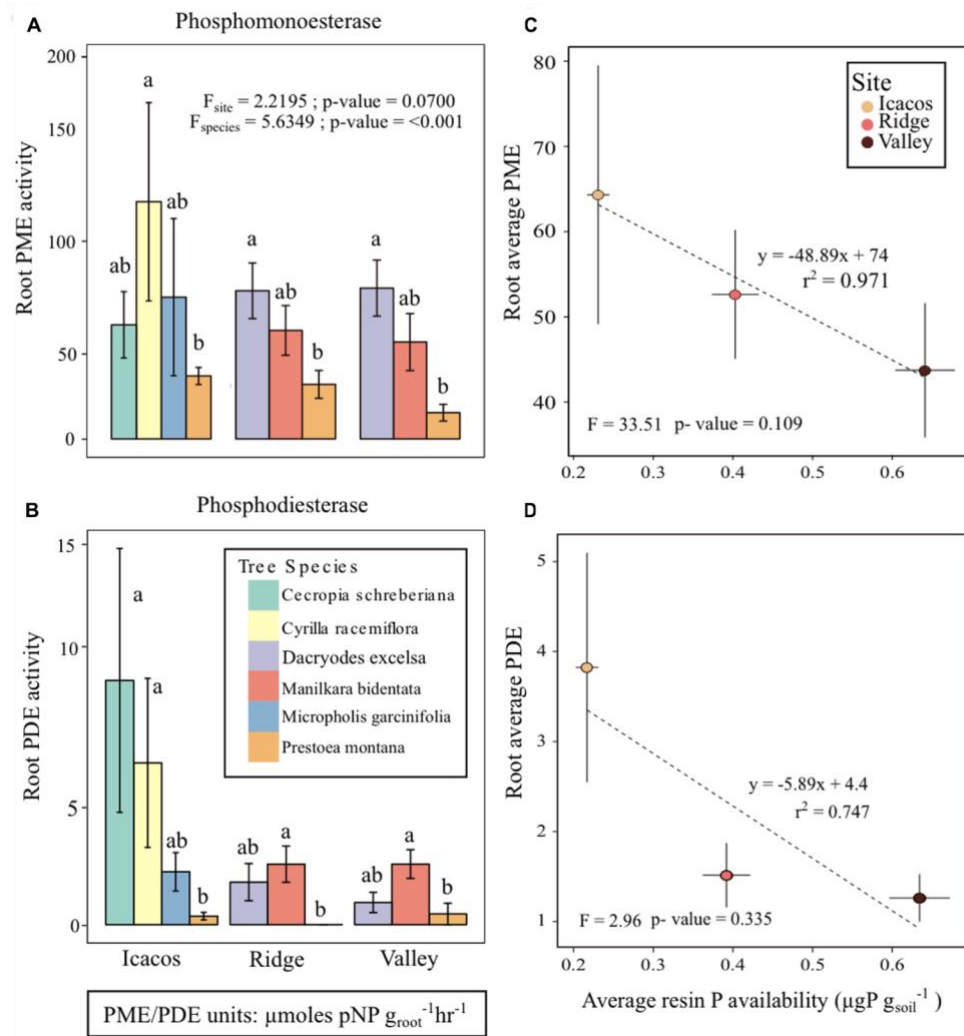 A
Phosphomonoesterase
200
150
100
50
0
Root PME activity
F_site = 2.2195 ; p-value = 0.0700
F_species = 5.6349 ; p-value = <0.001
ab
a
ab
b
a
ab
b
a
ab
b
C
80
70
60
50
40
Root average PME
Site
Icacos
Ridge
Valley
y = -48.89x + 74
r² = 0.971
F = 33.51 p- value = 0.109
0.2 0.3 0.4 0.5 0.6
B
Phosphodiesterase
15
10
5
0
Root PDE activity
Tree Species
Cecropia schreberiana
Cyrilla racemiflora
Dacryodes excelsa
Manilkara bidentata
Micropholis garcinifolia
Prestoea montana
a
a
ab
b
ab
a
b
ab
a
b
Icacos Ridge Valley
PME/PDE units: µmoles pNP g_root⁻¹hr⁻¹
D
5
4
3
2
1
Root average PDE
y = -5.89x + 4.4
r² = 0.747
F = 2.96 p- value = 0.335
0.2 0.3 0.4 0.5 0.6
Average resin P availability (µgP g_soil⁻¹)